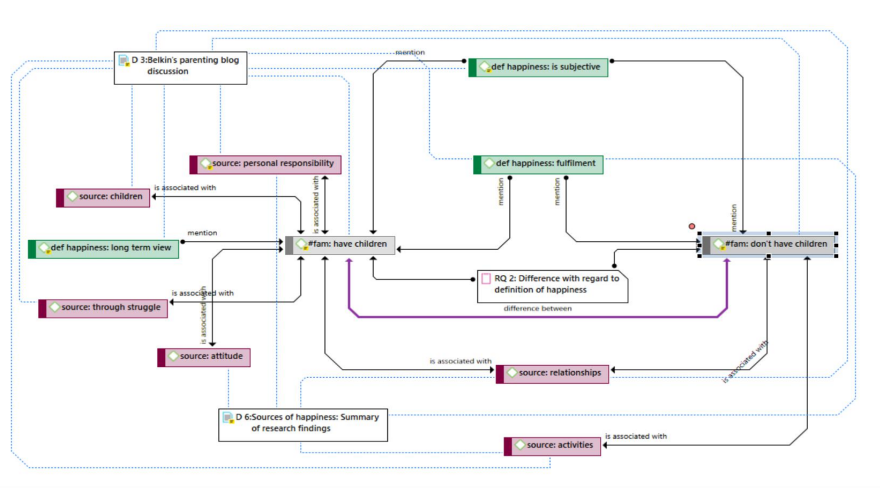 mention
D 3:Belkin's parenting blog
discussion
def happiness: is subjective
source: personal responsibility
def happiness: fulfilment
is associated with
source: children
is associated with
mention
mention
mention
mention
def happiness: long term view
#fam: have children
#fam: don't have children
RQ 2: Difference with regard to
definition of happiness
is associated with
source: through struggle
is associated with
difference between
source: attitude
is associated with
source: relationships
is associated with
D 6:Sources of happiness: Summary
of research findings
source: activities
is associated with